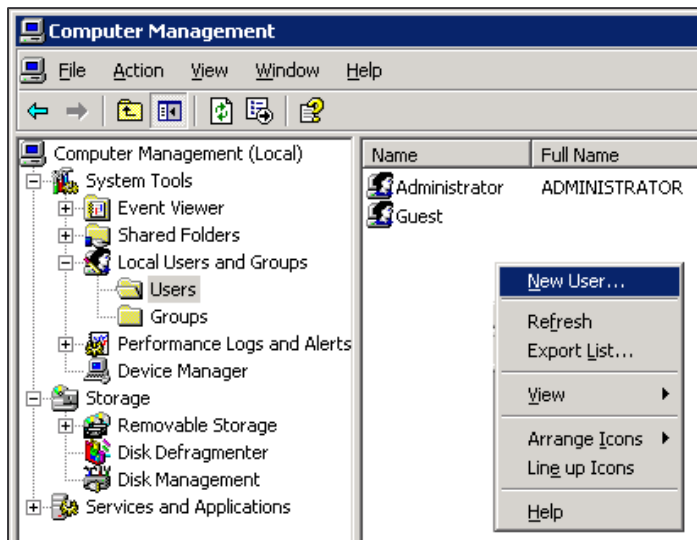 Computer Management
File Action View Window Help
Computer Management (Local)
System Tools
Event Viewer
Shared Folders
Local Users and Groups
Users
Groups
Performance Logs and Alerts
Device Manager
Storage
Removable Storage
Disk Defragmenter
Disk Management
Services and Applications
Name Full Name
Administrator ADMINISTRATOR
Guest
New User...
Refresh
Export List...
View
Arrange Icons
Line up Icons
Help